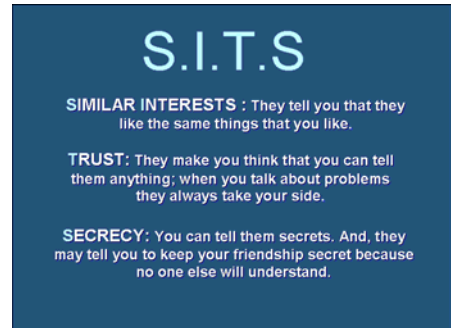 S.I.T.S
SIMILAR INTERESTS : They tell you that they
like the same things that you like.
TRUST: They make you think that you can tell
them anything; when you talk about problems
they always take your side.
SECRECY: You can tell them secrets. And, they
may tell you to keep your friendship secret because
no one else will understand.